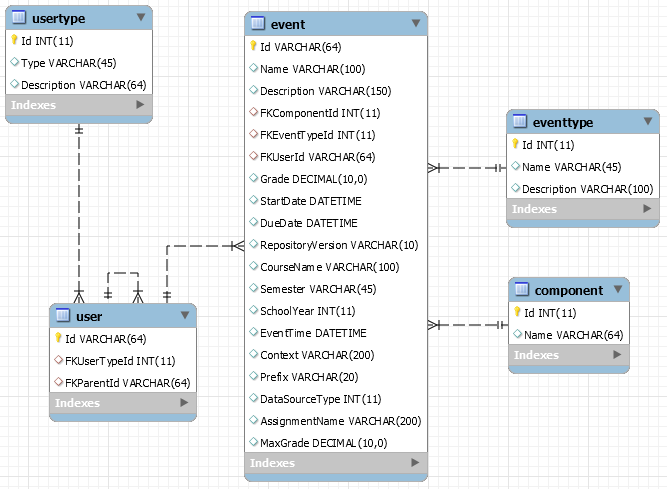 usertype
Id INT(11)
Type VARCHAR(45)
Description VARCHAR(64)
Indexes
event
Id VARCHAR(64)
Name VARCHAR(100)
Description VARCHAR(150)
FKComponentId INT(11)
FKEventTypeId INT(11)
FKUserId VARCHAR(64)
Grade DECIMAL(10,0)
StartDate DATETIME
DueDate DATETIME
RepositoryVersion VARCHAR(10)
CourseName VARCHAR(100)
Semester VARCHAR(45)
SchoolYear INT(11)
EventTime DATETIME
Context VARCHAR(200)
Prefix VARCHAR(20)
DataSourceType INT(11)
AssignmentName VARCHAR(200)
MaxGrade DECIMAL(10,0)
Indexes
eventtype
Id INT(11)
Name VARCHAR(45)
Description VARCHAR(100)
Indexes
user
Id VARCHAR(64)
FKUserTypeId INT(11)
FKParentId VARCHAR(64)
Indexes
component
Id INT(11)
Name VARCHAR(64)
Indexes